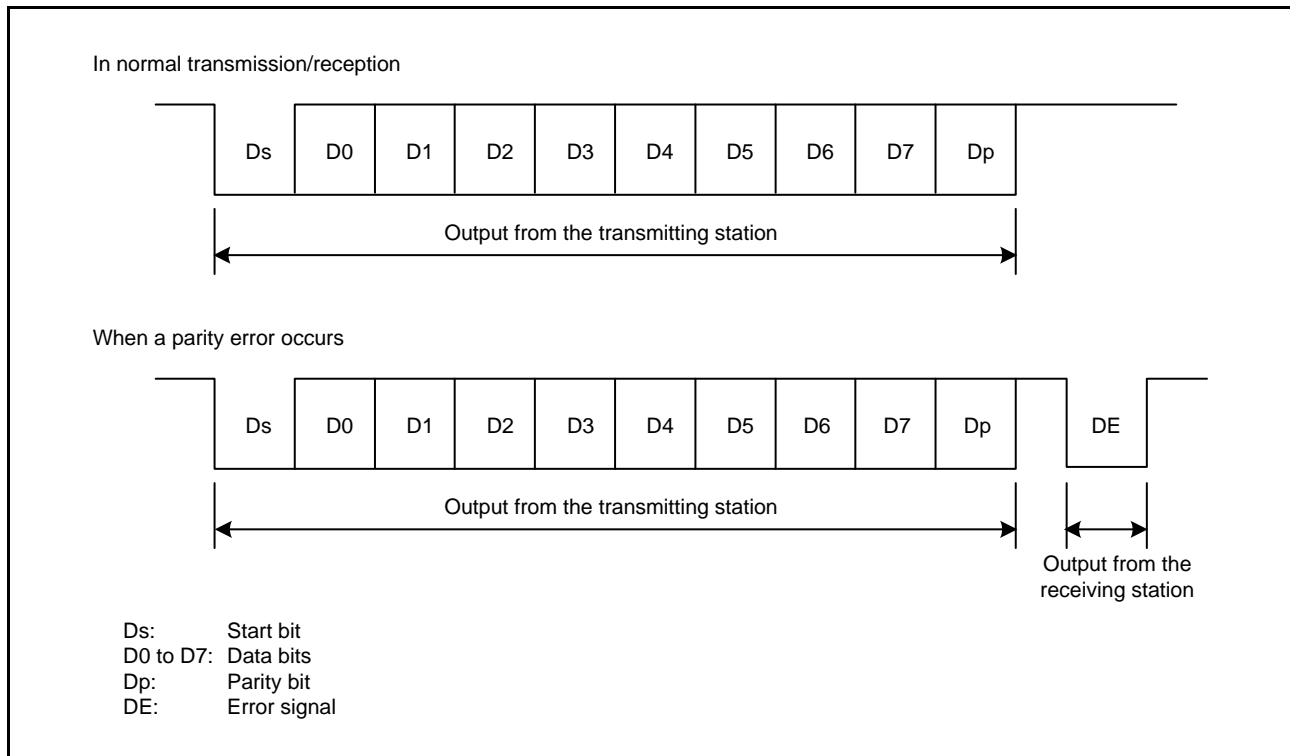 In normal transmission/reception
Ds D0 D1 D2 D3 D4 D5 D6 D7 Dp
Output from the transmitting station
When a parity error occurs
Ds D0 D1 D2 D3 D4 D5 D6 D7 Dp DE
Output from the transmitting station
Output from the
receiving station
Ds: Start bit
D0 to D7: Data bits
Dp: Parity bit
DE: Error signal